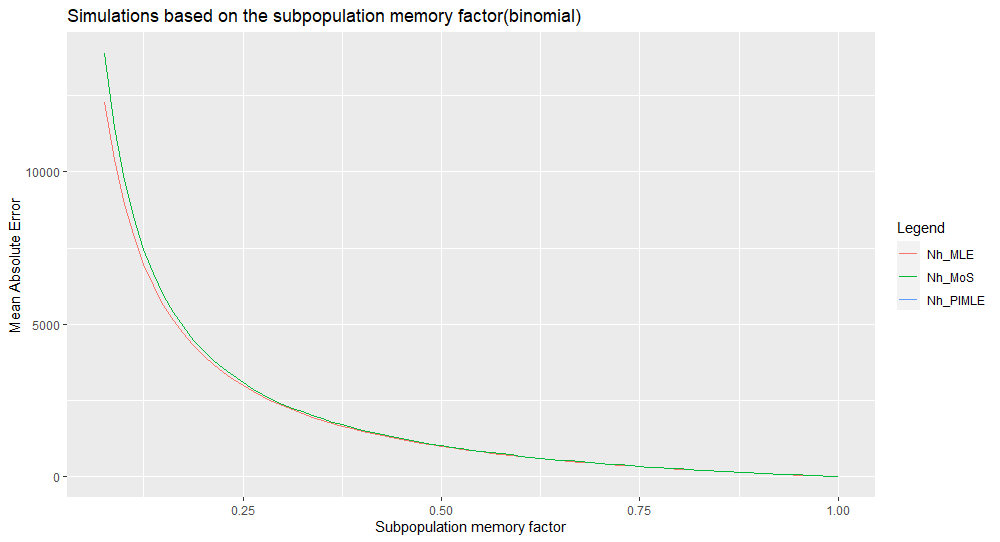 Simulations based on the subpopulation memory factor(binomial)
Mean Absolute Error
10000
5000
0
0.25
0.50
0.75
1.00
Subpopulation memory factor
Legend
Nh_MLE
Nh_MoS
Nh_PIMLE